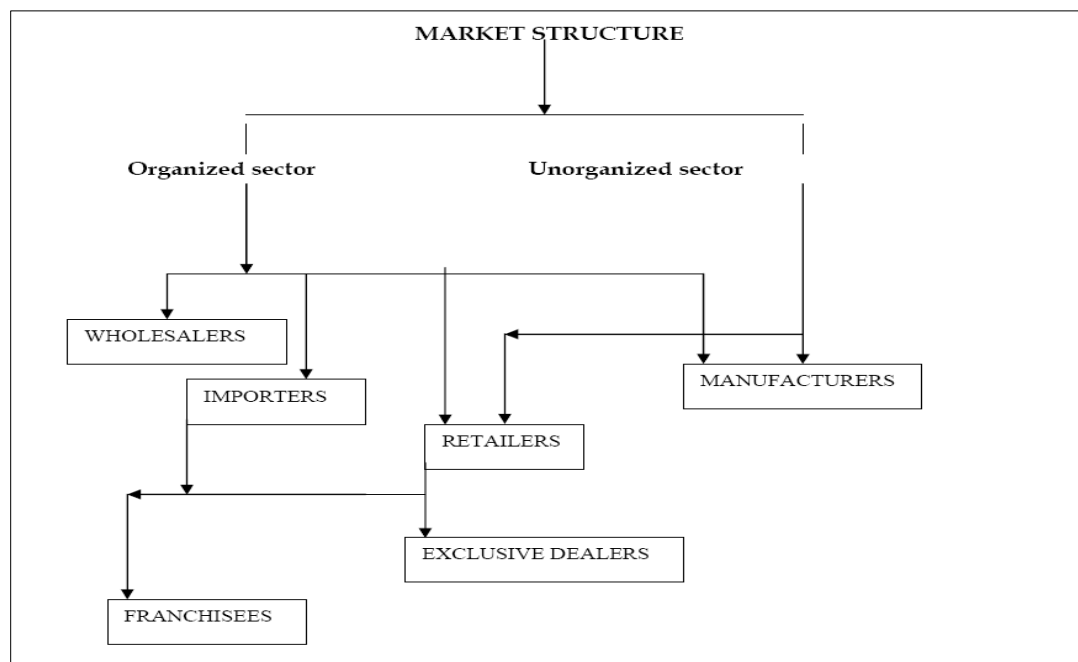 MARKET STRUCTURE
Organized sector
Unorganized sector
WHOLESALERS
IMPORTERS
MANUFACTURERS
RETAILERS
EXCLUSIVE DEALERS
FRANCHISEES